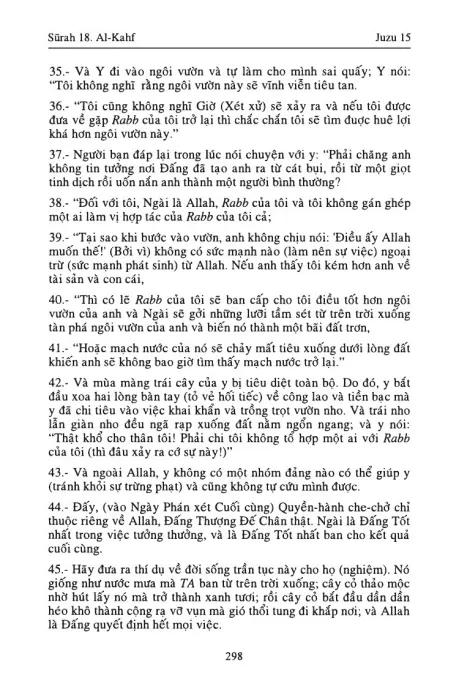 Sūrah 18. Al-Kahf Juzu 15
35.- Và Y đi vào ngôi vườn và tự làm cho mình sai quấy; Y nói:
“Tôi không nghĩ rằng ngôi vườn này sẽ vĩnh viễn tiêu tan.
36.- “Tôi cũng không nghĩ Giờ (Xét xử) sẽ xảy ra và nếu tôi được
đưa về gặp Rabb của tôi trở lại thì chắc chắn tôi sẽ tìm được huê lợi
khá hơn ngôi vườn này.”
37.- Người bạn đáp lại trong lúc nói chuyện với y: “Phải chăng anh
không tin tưởng nơi Đấng đã tạo anh ra từ cát bụi, rồi từ một giọt
tinh dịch rồi uốn nắn anh thành một người bình thường?
38.- “Đối với tôi, Ngài là Allah, Rabb của tôi và tôi không gán ghép
một ai làm vị hợp tác của Rabb của tôi cả;
39.- “Tại sao khi bước vào vườn, anh không chịu nói: 'Điều ấy Allah
muốn thế!' (Bởi vì) không có sức mạnh nào (làm nên sự việc) ngoại
trừ (sức mạnh phát sinh) từ Allah. Nếu anh thấy tôi kém hơn anh về
tài sản và con cái,
40.- “Thì có lẽ Rabb của tôi sẽ ban cấp cho tôi điều tốt hơn ngôi
vườn của anh và Ngài sẽ gởi những lưỡi tầm sét từ trên trời xuống
tàn phá ngôi vườn của anh và biến nó thành một bãi đất trơn,
41.- “Hoặc mạch nước của nó sẽ chảy mất tiêu xuống dưới lòng đất
khiến anh sẽ không bao giờ tìm thấy mạch nước trở lại.”
42.- Và mùa màng trái cây của y bị tiêu diệt toàn bộ. Do đó, y bắt
đầu xoa hai lòng bàn tay (tỏ vẻ hối tiếc) về công lao và tiền bạc mà
y đã chi tiêu vào việc khai khẩn và trồng trọt vườn nho. Và trái nho
lẫn giàn nho đều ngã rạp xuống đất nằm ngổn ngang; và y nói:
“Thật khổ cho thân tôi! Phải chi tôi không tổ hợp một ai với Rabb
của tôi (thì đâu xảy ra cớ sự này!)”
43.- Và ngoài Allah, y không có một nhóm đảng nào có thể giúp y
(tránh khỏi sự trừng phạt) và cũng không tự cứu mình được.
44.- Đấy, (vào Ngày Phán xét Cuối cùng) Quyền-hành che-chở chỉ
thuộc riêng về Allah, Đấng Thượng Đế Chân thật. Ngài là Đấng Tốt
nhất trong việc tưởng thưởng, và là Đấng Tốt nhất ban cho kết quả
cuối cùng.
45.- Hãy đưa ra thí dụ về đời sống trần tục này cho họ (nghiệm). Nó
giống như nước mưa mà TA ban từ trên trời xuống; cây cỏ thảo mộc
nhờ hút lấy nó mà trở thành xanh tươi; rồi cây cỏ bắt đầu dần dần
héo khô thành cộng rạ vỡ vụn mà gió thổi tung đi khắp nơi; và Allah
là Đấng quyết định hết mọi việc.
298